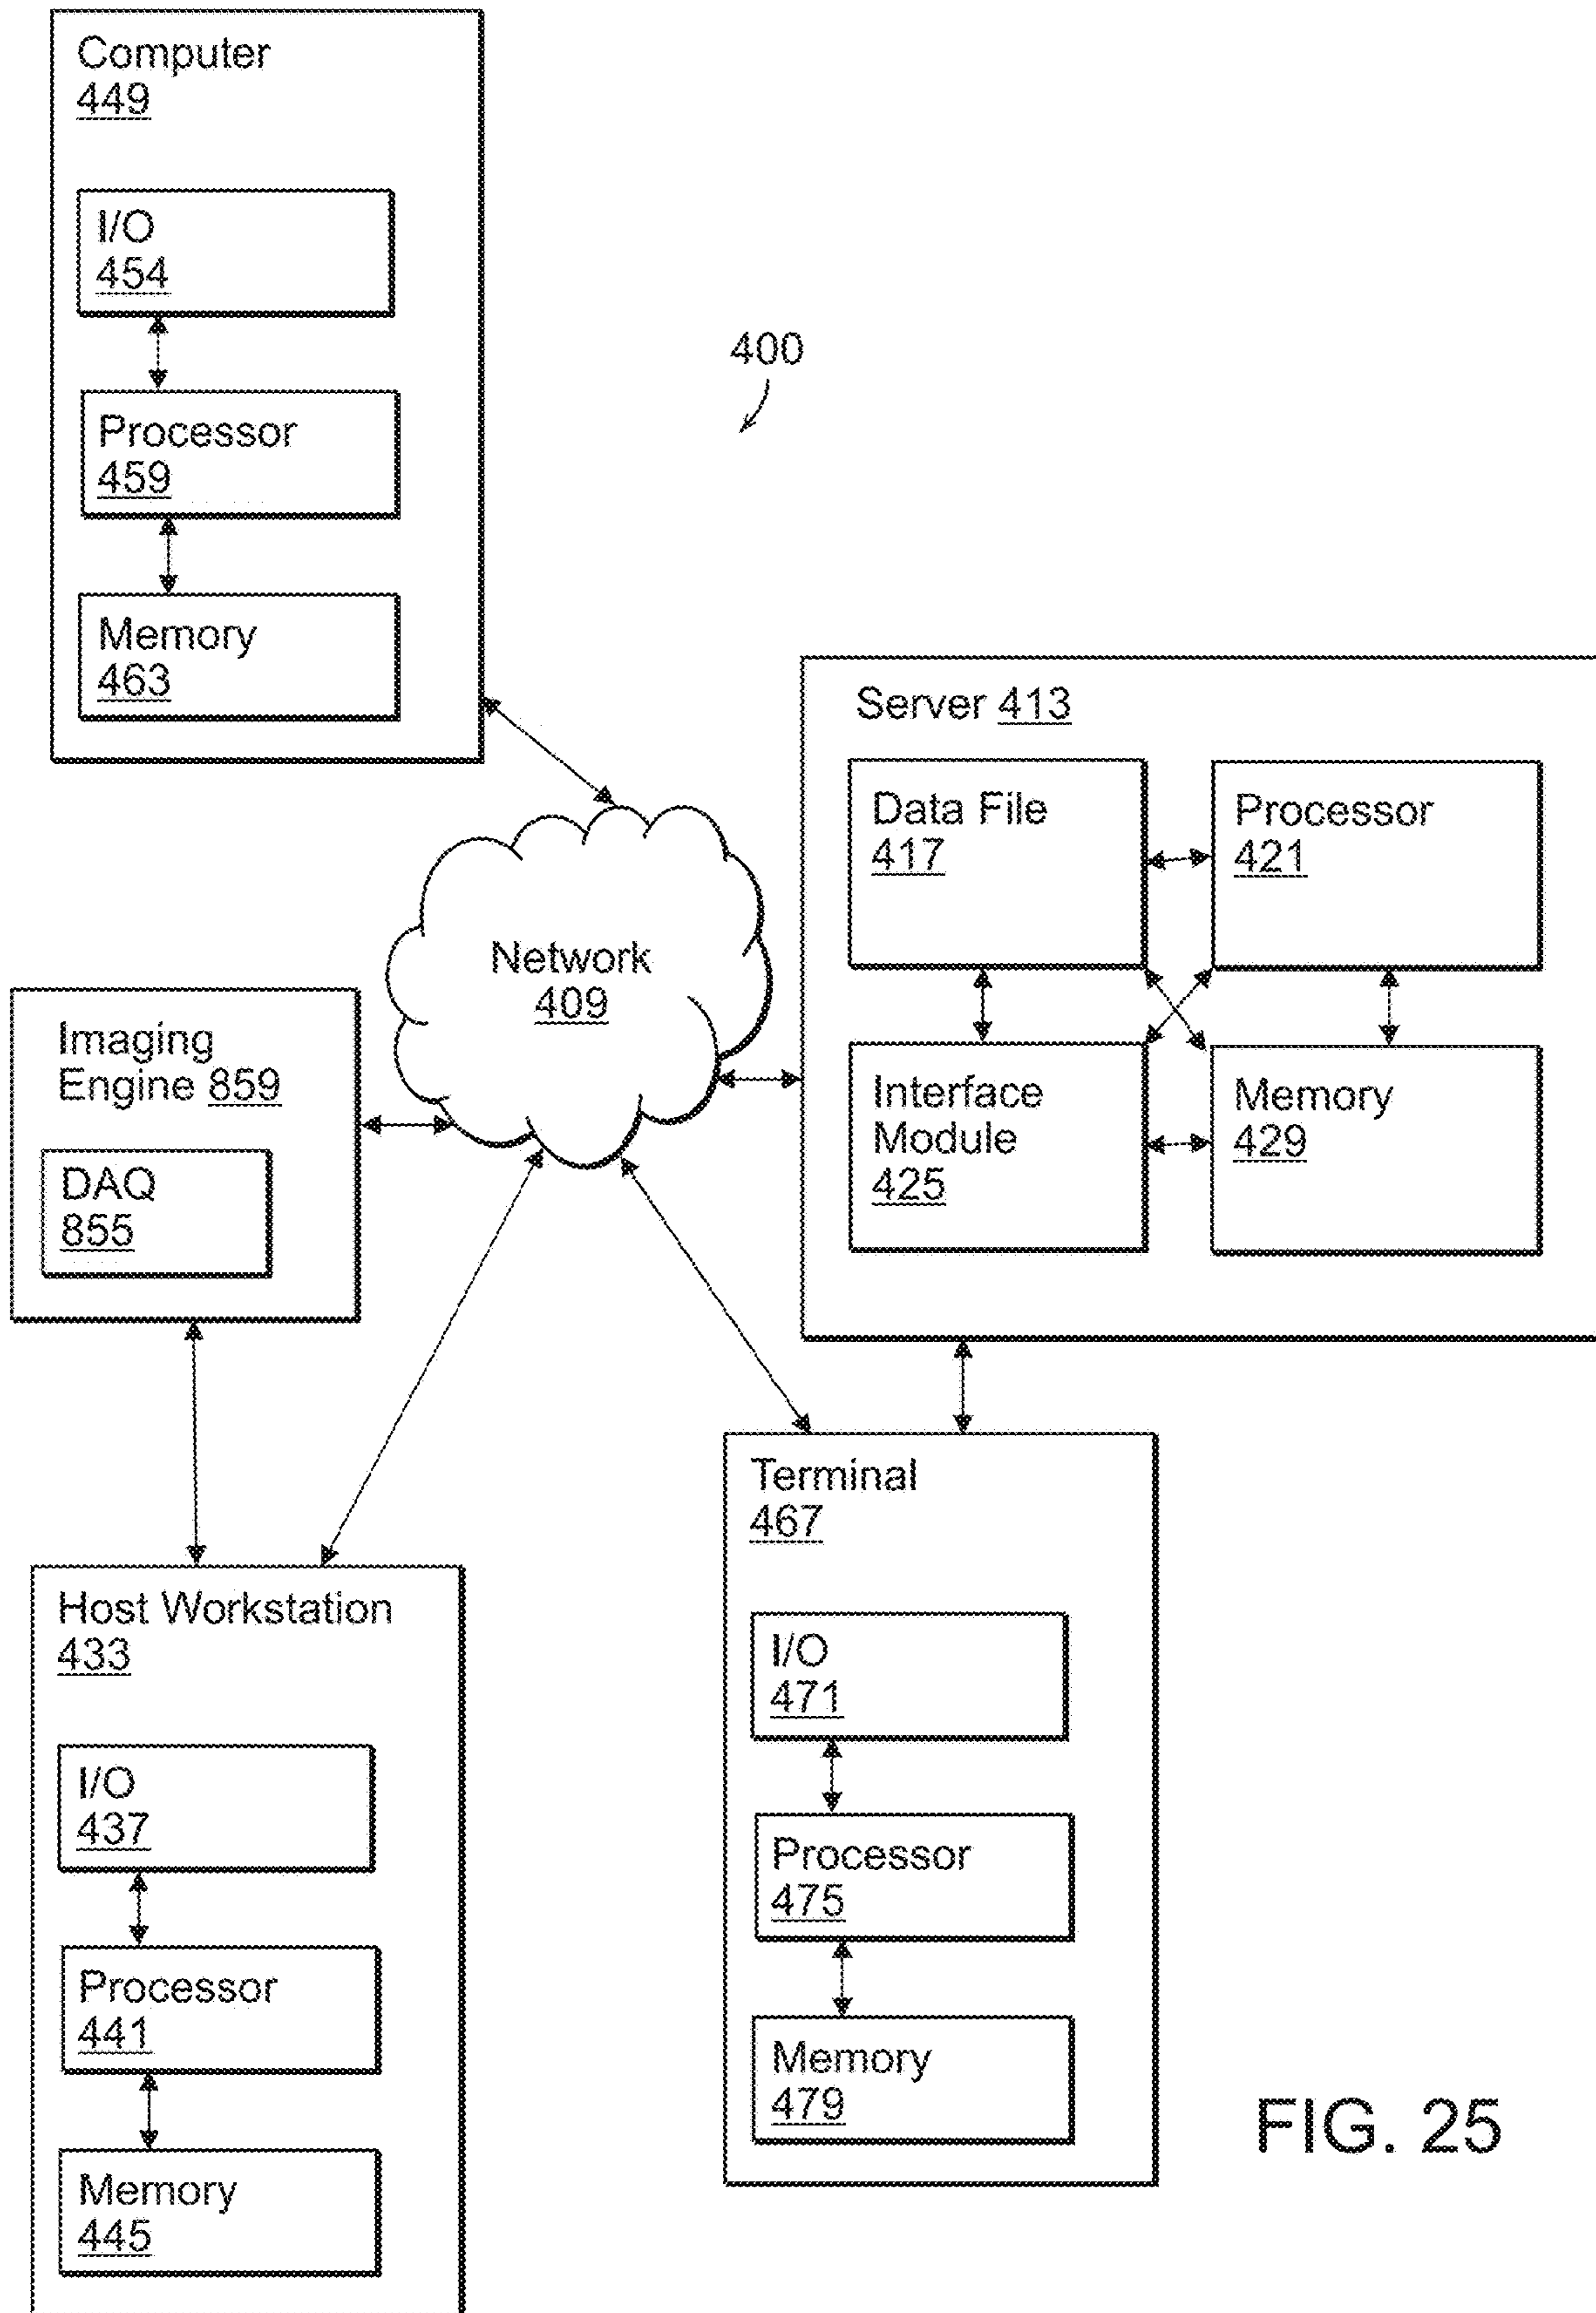 Computer
449
I/O
454
Processor
459
Memory
463
400
Server 413
Data File
417
Processor
421
Interface
Module
425
Memory
429
Network
409
Imaging
Engine 859
DAQ
855
Host Workstation
433
I/O
437
Processor
441
Memory
445
Terminal
467
I/O
471
Processor
475
Memory
479
FIG. 25